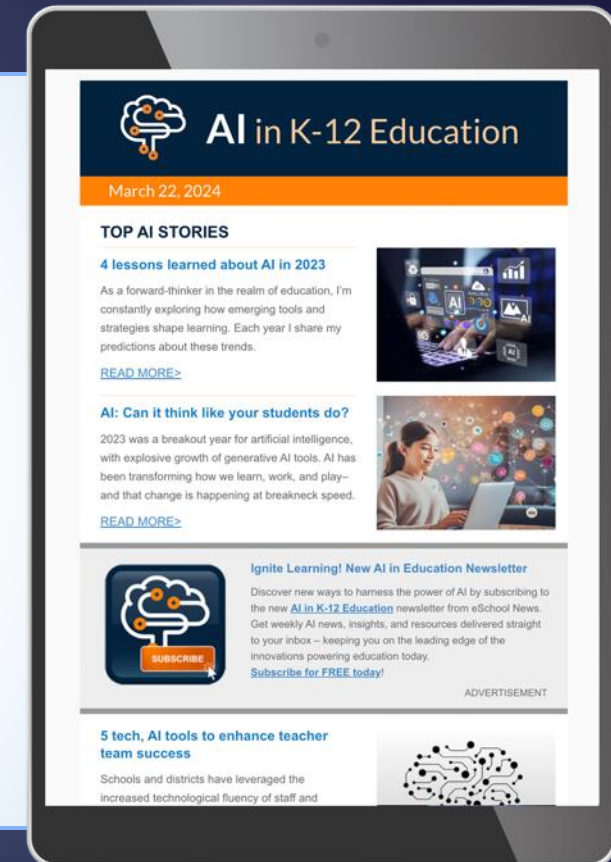 AI in K-12 Education
March 22, 2024
TOP AI STORIES
4 lessons learned about AI in 2023
As a forward-thinker in the realm of education, I'm
constantly exploring how emerging tools and
strategies shape learning. Each year I share my
predictions about these trends.
READ MORE>
AI
AI
AI
AI: Can it think like your students do?
2023 was a breakout year for artificial intelligence,
with explosive growth of generative AI tools. AI has
been transforming how we learn, work, and play–
and that change is happening at breakneck speed.
READ MORE>
SUBSCRIBE
Ignite Learning! New AI in Education Newsletter
Discover new ways to harness the power of AI by subscribing to
the new AI in K-12 Education newsletter from eSchool News.
Get weekly AI news, insights, and resources delivered straight
to your inbox – keeping you on the leading edge of the
innovations powering education today.
Subscribe for FREE today!
ADVERTISEMENT
5 tech, AI tools to enhance teacher
team success
Schools and districts have leveraged the
increased technological fluency of staff and